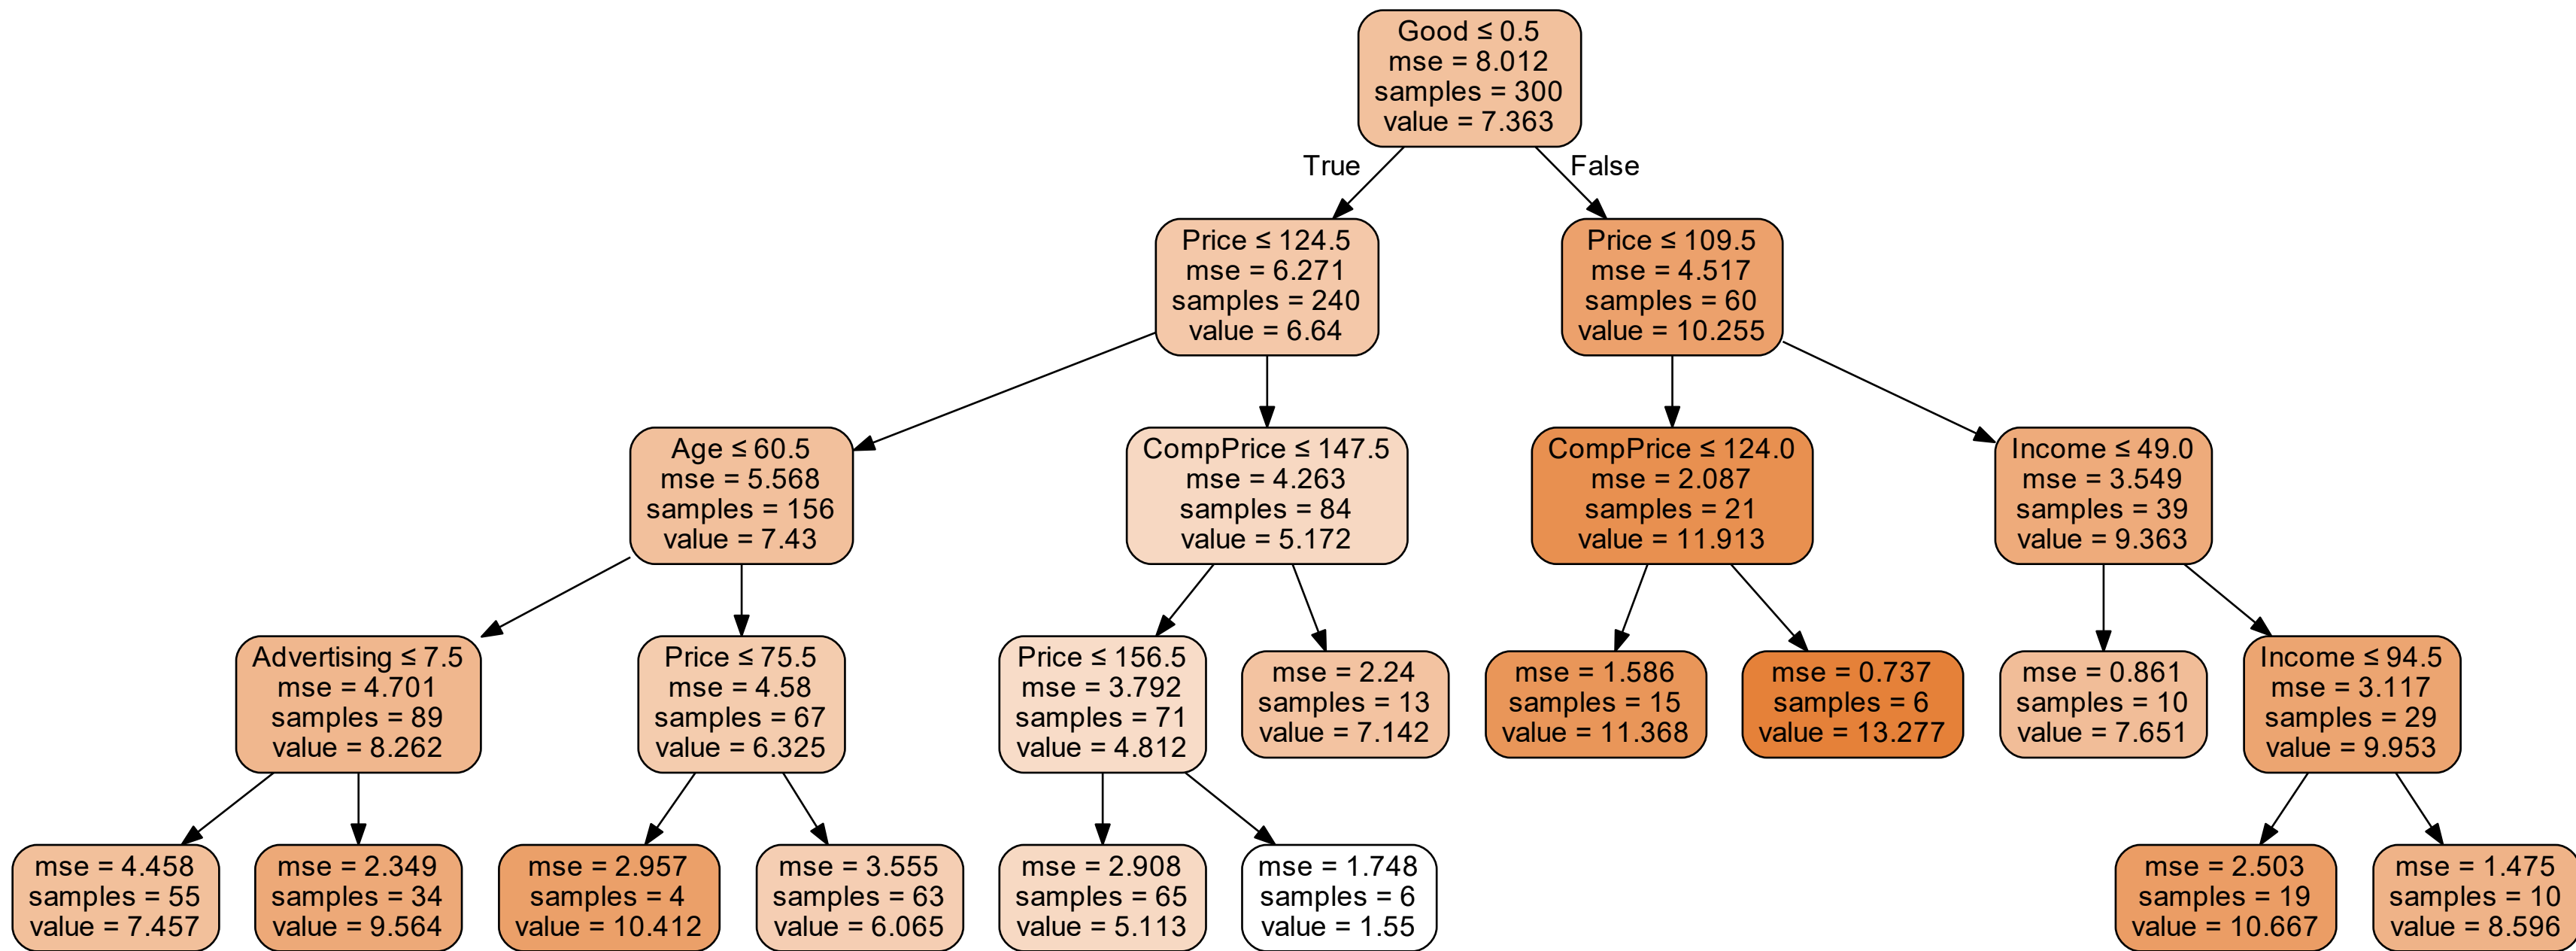 Good ≤ 0.5
mse = 8.012
samples = 300
value = 7.363
True
False
Price ≤ 124.5
mse = 6.271
samples = 240
value = 6.64
Price ≤ 109.5
mse = 4.517
samples = 60
value = 10.255
Age ≤ 60.5
mse = 5.568
samples = 156
value = 7.43
CompPrice ≤ 147.5
mse = 4.263
samples = 84
value = 5.172
CompPrice ≤ 124.0
mse = 2.087
samples = 21
value = 11.913
Income ≤ 49.0
mse = 3.549
samples = 39
value = 9.363
Advertising ≤ 7.5
mse = 4.701
samples = 89
value = 8.262
Price ≤ 75.5
mse = 4.58
samples = 67
value = 6.325
Price ≤ 156.5
mse = 3.792
samples = 71
value = 4.812
mse = 2.24
samples = 13
value = 7.142
mse = 1.586
samples = 15
value = 11.368
mse = 0.737
samples = 6
value = 13.277
mse = 0.861
samples = 10
value = 7.651
Income ≤ 94.5
mse = 3.117
samples = 29
value = 9.953
mse = 4.458
samples = 55
value = 7.457
mse = 2.349
samples = 34
value = 9.564
mse = 2.957
samples = 4
value = 10.412
mse = 3.555
samples = 63
value = 6.065
mse = 2.908
samples = 65
value = 5.113
mse = 1.748
samples = 6
value = 1.55
mse = 2.503
samples = 19
value = 10.667
mse = 1.475
samples = 10
value = 8.596